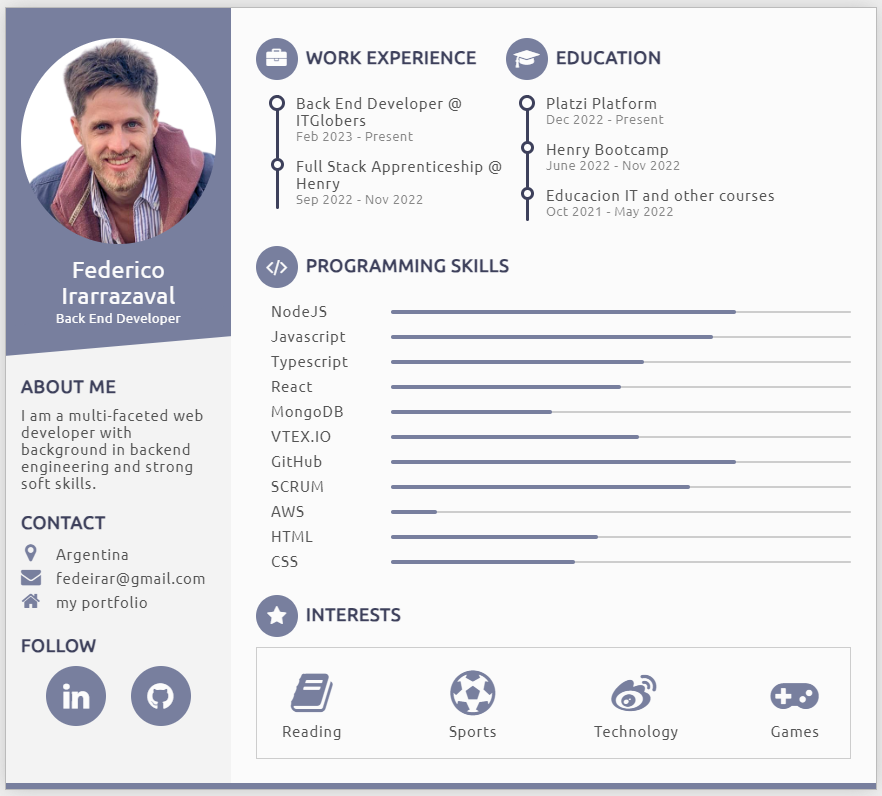 Federico
Irarrazaval
Back End Developer
ABOUT ME
I am a multi-faceted web
developer with
background in backend
engineering and strong
soft skills.
CONTACT
Argentina
fedeirar@gmail.com
my portfolio
FOLLOW
in
WORK EXPERIENCE
Back End Developer @
ITGlobers
Feb 2023 - Present
Full Stack Apprenticeship @
Henry
Sep 2022 - Nov 2022
EDUCATION
Platzi Platform
Dec 2022 - Present
Henry Bootcamp
June 2022 - Nov 2022
Educacion IT and other courses
Oct 2021 - May 2022
PROGRAMMING SKILLS
NodeJS
Javascript
Typescript
React
MongoDB
VTEX.IO
GitHub
SCRUM
AWS
HTML
CSS
INTERESTS
Reading
Sports
Technology
Games